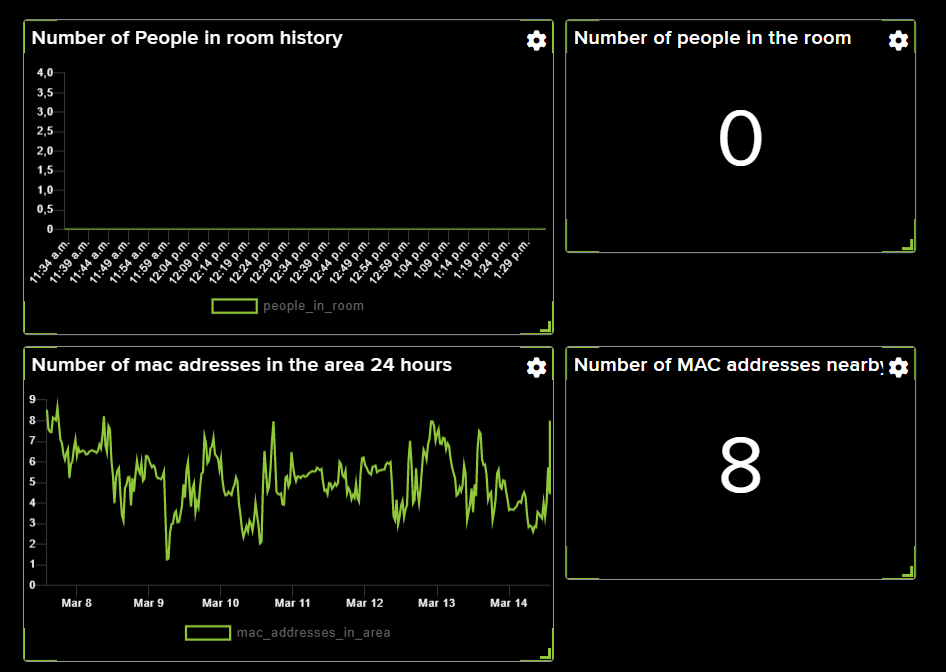 Number of People in room history
4,0
3,5
3,0
2,5
2,0
1,5
1,0
0,5
0
11:34 a.m. 11:39 a.m. 11:44 a.m. 11:49 a.m. 11:54 a.m. 11:59 a.m. 12:04 p.m. 12:09 p.m. 12:14 p.m. 12:19 p.m. 12:24 p.m. 12:29 p.m. 12:34 p.m. 12:39 p.m. 12:44 p.m. 12:49 p.m. 12:54 p.m. 12:59 p.m. 1:04 p.m. 1:09 p.m. 1:14 p.m. 1:19 p.m. 1:24 p.m. 1:29 p.m.
people_in_room
Number of people in the room
0
Number of mac adresses in the area 24 hours
9
8
7
6
5
4
3
2
1
0
Mar 8 Mar 9 Mar 10 Mar 11 Mar 12 Mar 13 Mar 14
mac_addresses_in_area
Number of MAC addresses nearby
8